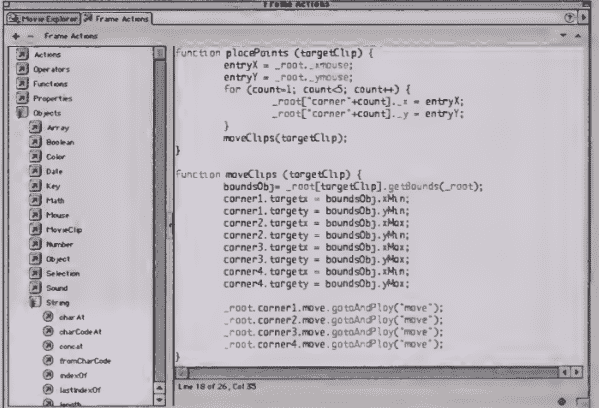 Frame Actions
Movie Explorer
Frame Actions
+ - Frame Actions
Actions
Operators
Functions
Properties
Objects
Array
Boolean
Color
Date
Key
Math
Mouse
MovieClip
Number
Object
Selection
Sound
String
charAt
charCodeAt
concat
fromCharCode
indexOf
lastIndexOf
length
function placePoints (targetClip) {
entryX = _root._xmouse;
entryY = _root._ymouse;
for (count=1; count<5; count++) {
_root["corner"+count]._x = entryX;
_root["corner"+count]._y = entryY;
}
moveClips(targetClip);
}
function moveClips (targetClip) {
boundsObj= _root[targetClip].getBounds(_root);
corner1.targetx = boundsObj.xMin;
corner1.targety = boundsObj.yMin;
corner2.targetx = boundsObj.xMax;
corner2.targety = boundsObj.yMin;
corner3.targetx = boundsObj.xMax;
corner3.targety = boundsObj.yMax;
corner4.targetx = boundsObj.xMin;
corner4.targety = boundsObj.yMax;
_root.corner1.move.gotoAndPlay("move");
_root.corner2.move.gotoAndPlay("move");
_root.corner3.move.gotoAndPlay("move");
_root.corner4.move.gotoAndPlay("move");
}
Line 18 of 26, Col 35